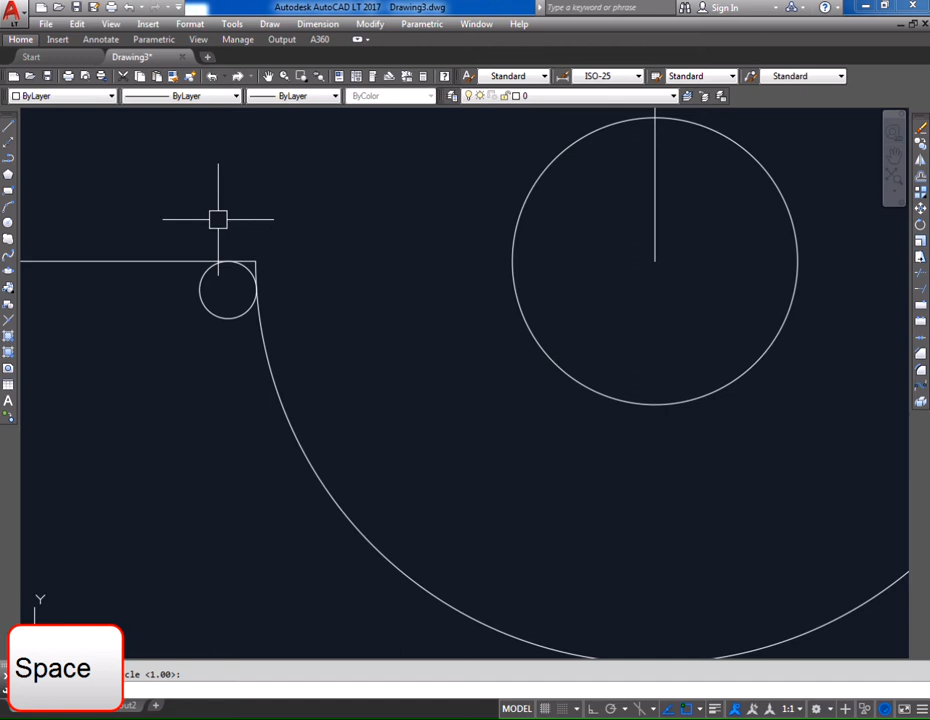 Autodesk AutoCAD LT 2017 Drawing3.dwg
Type a keyword or phrase
Sign In
LT
File Edit View Insert Format Tools Draw Dimension Modify Parametric Window Help
Home Insert Annotate Parametric View Manage Output A360
Start Drawing3*
Standard ISO-25 Standard Standard
ByLayer ByLayer ByLayer ByColor 0
Y
Space
cle <1.00>:
out2 +
MODEL 1:1